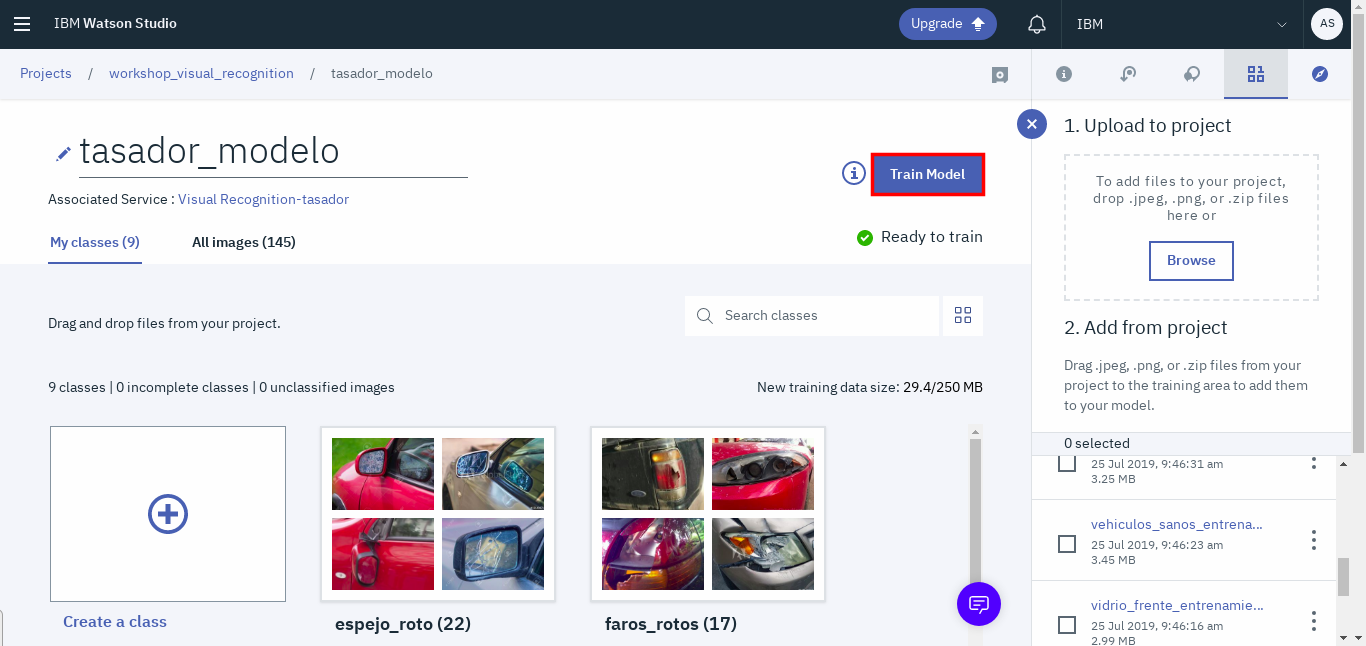 IBM Watson Studio
Upgrade
IBM
AS
Projects / workshop_visual_recognition / tasador_modelo
tasador_modelo
Train Model
Associated Service : Visual Recognition-tasador
My classes (9)
All images (145)
Ready to train
Drag and drop files from your project.
Search classes
9 classes | 0 incomplete classes | 0 unclassified images
New training data size: 29.4/250 MB
Create a class
espejo_roto (22)
faros_rotos (17)
1. Upload to project
To add files to your project,
drop .jpeg, .png, or .zip files
here or
Browse
2. Add from project
Drag .jpeg, .png, or .zip files from your
project to the training area to add them
to your model.
0 selected
25 Jul 2019, 9:46:31 am
3.25 MB
vehiculos_sanos_entrena...
25 Jul 2019, 9:46:23 am
3.45 MB
vidrio_frente_entrenamie...
25 Jul 2019, 9:46:16 am
2.99 MB